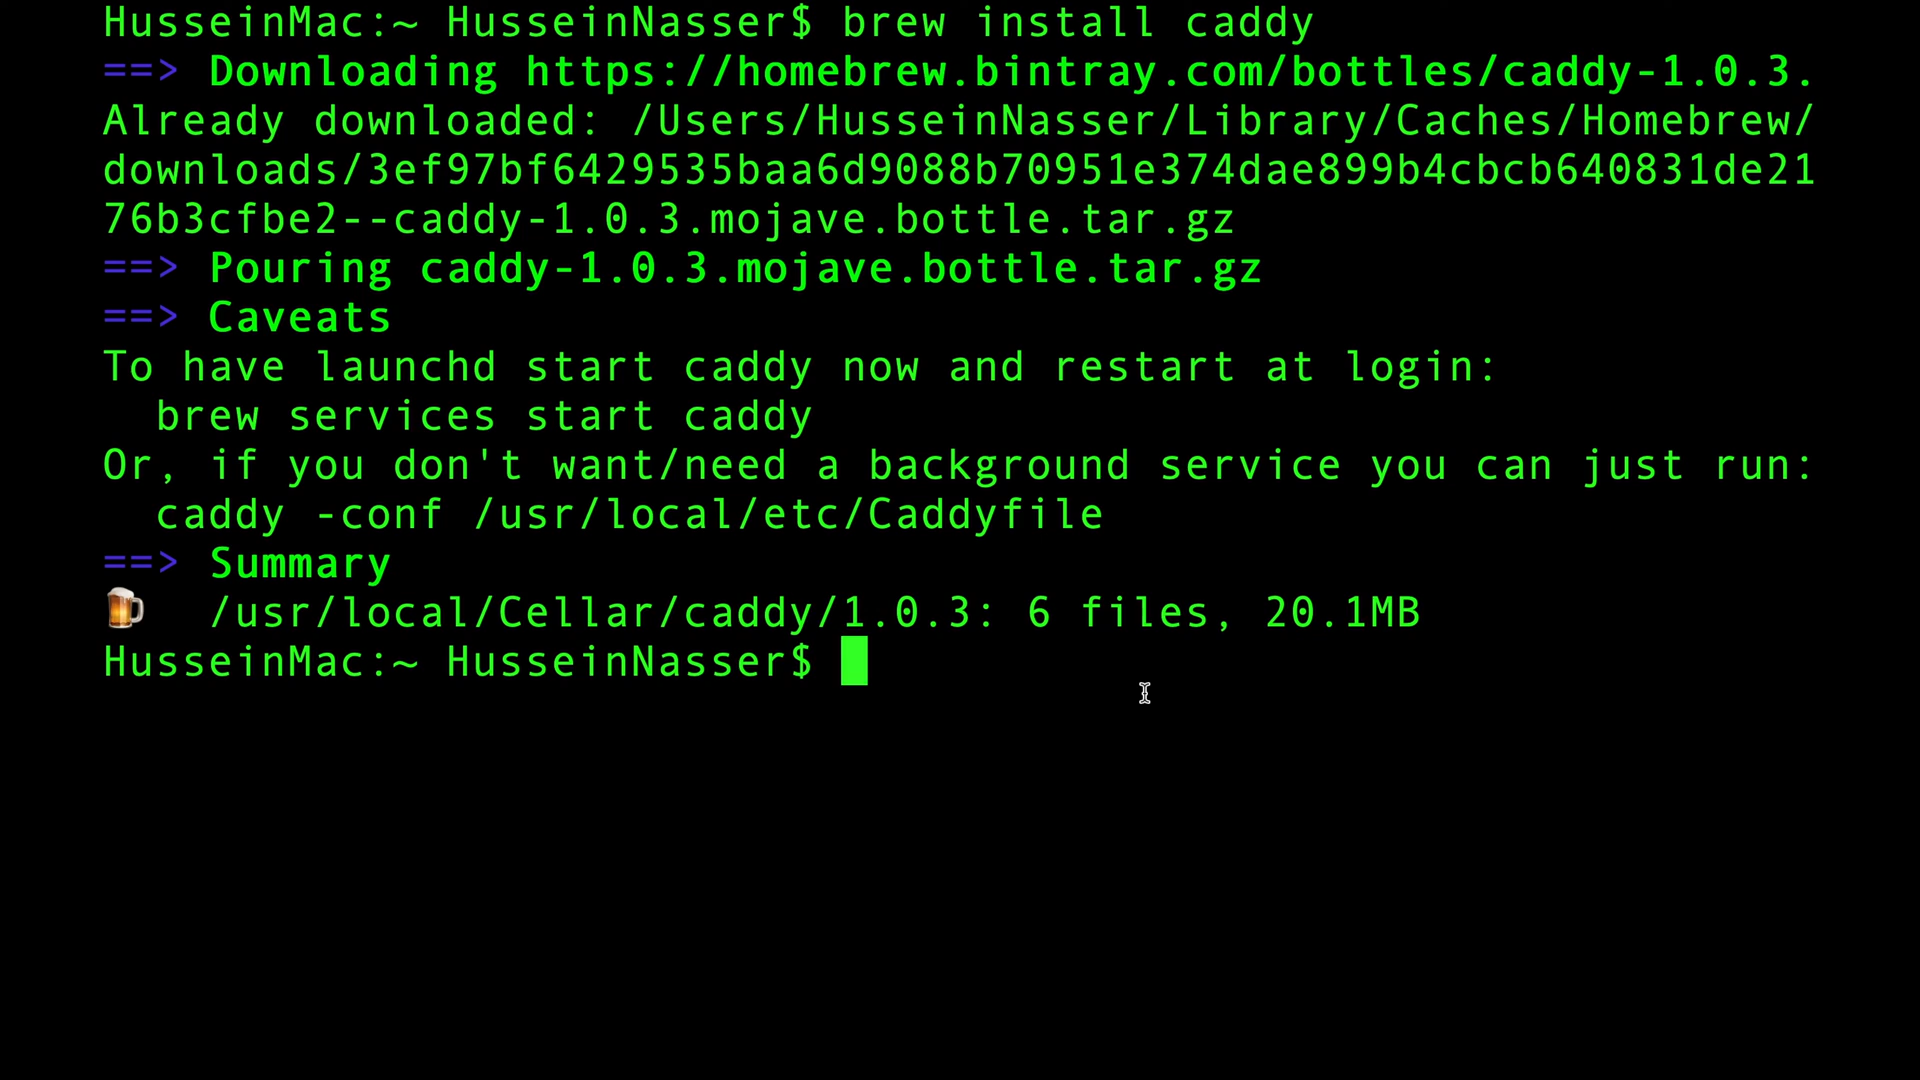 HusseinMac:~ HusseinNasser$ brew install caddy
==> Downloading https://homebrew.bintray.com/bottles/caddy-1.0.3.
Already downloaded: /Users/HusseinNasser/Library/Caches/Homebrew/
downloads/3ef97bf6429535baa6d9088b70951e374dae899b4cbcb640831de21
76b3cfbe2--caddy-1.0.3.mojave.bottle.tar.gz
==> Pouring caddy-1.0.3.mojave.bottle.tar.gz
==> Caveats
To have launchd start caddy now and restart at login:
  brew services start caddy
Or, if you don't want/need a background service you can just run:
  caddy -conf /usr/local/etc/Caddyfile
==> Summary
🍺  /usr/local/Cellar/caddy/1.0.3: 6 files, 20.1MB
HusseinMac:~ HusseinNasser$